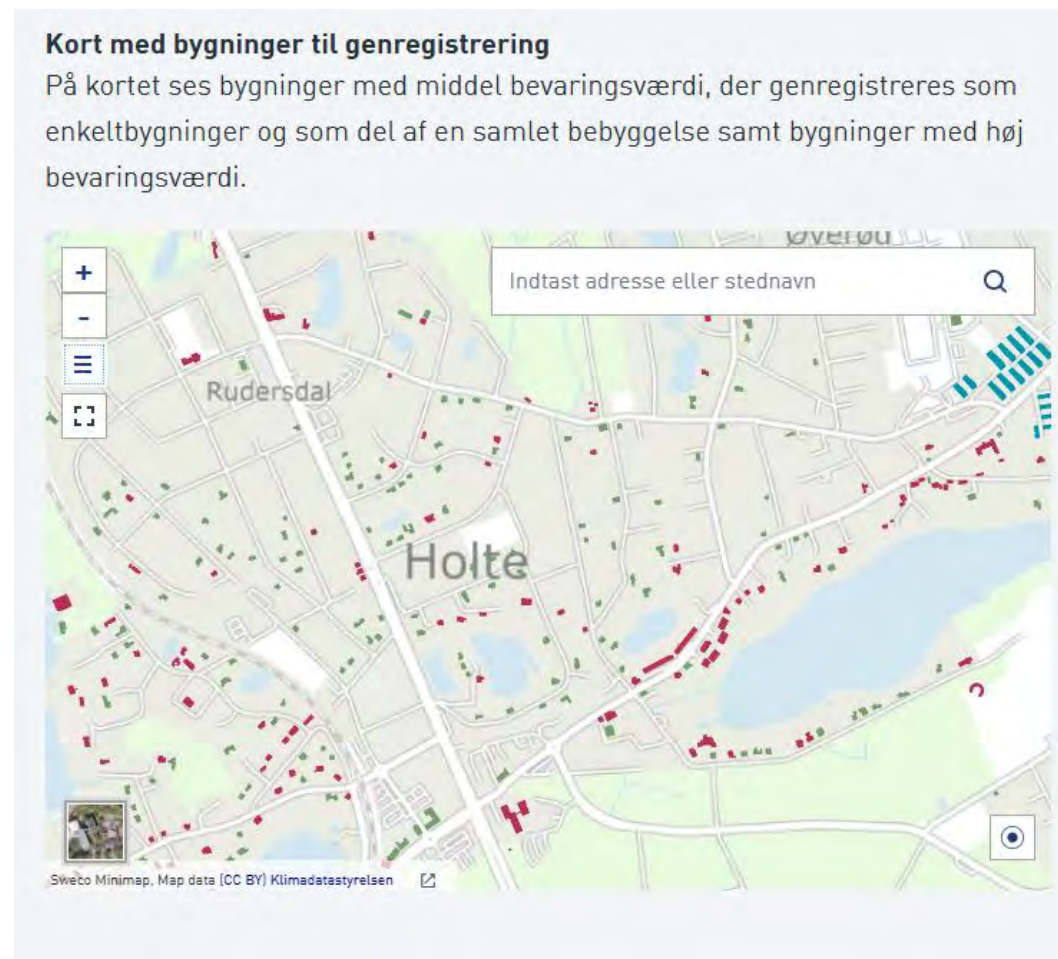 Kort med bygninger til genregistrering
På kortet ses bygninger med middel bevaringsværdi, der genregistreres som
enkeltbygninger og som del af en samlet bebyggelse samt bygninger med høj
bevaringsværdi.
Øverød
+
Indtast adresse eller stednavn
-
Rudersdal
Holte
Sweco Minimap, Map data (CC BY) Klimadatastyrelsen